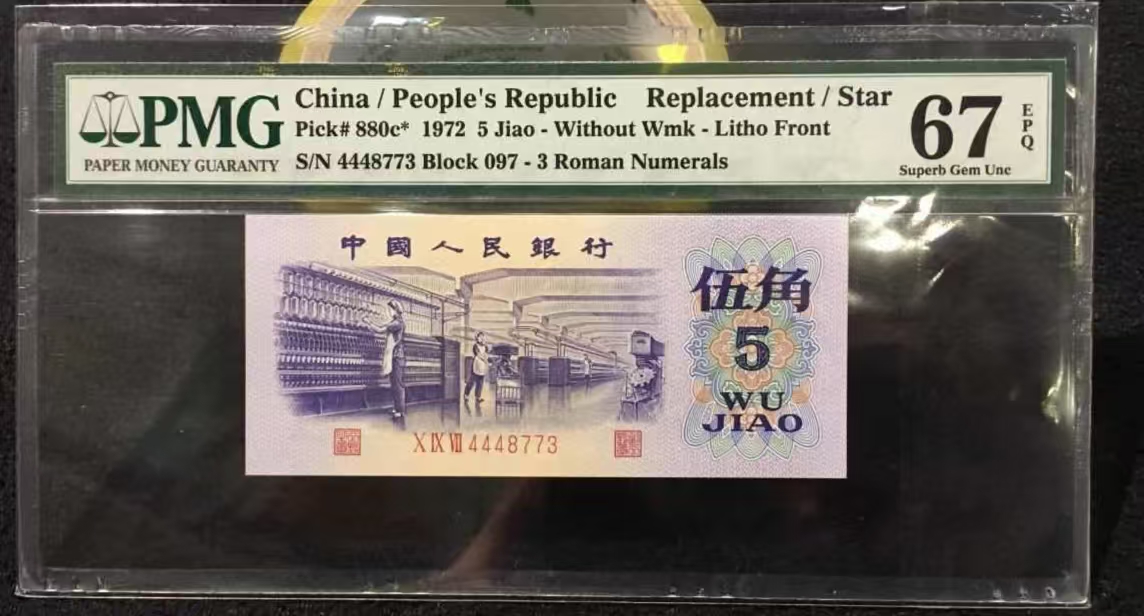 PMG
PAPER MONEY GUARANTY
China / People's Republic Replacement / Star
Pick# 880c* 1972 5 Jiao - Without Wmk - Litho Front
S/N 4448773 Block 097 - 3 Roman Numerals
67
EPQ
Superb Gem Unc
中國人民銀行
伍角
5
WU
JIAO
X IX VII 4448773